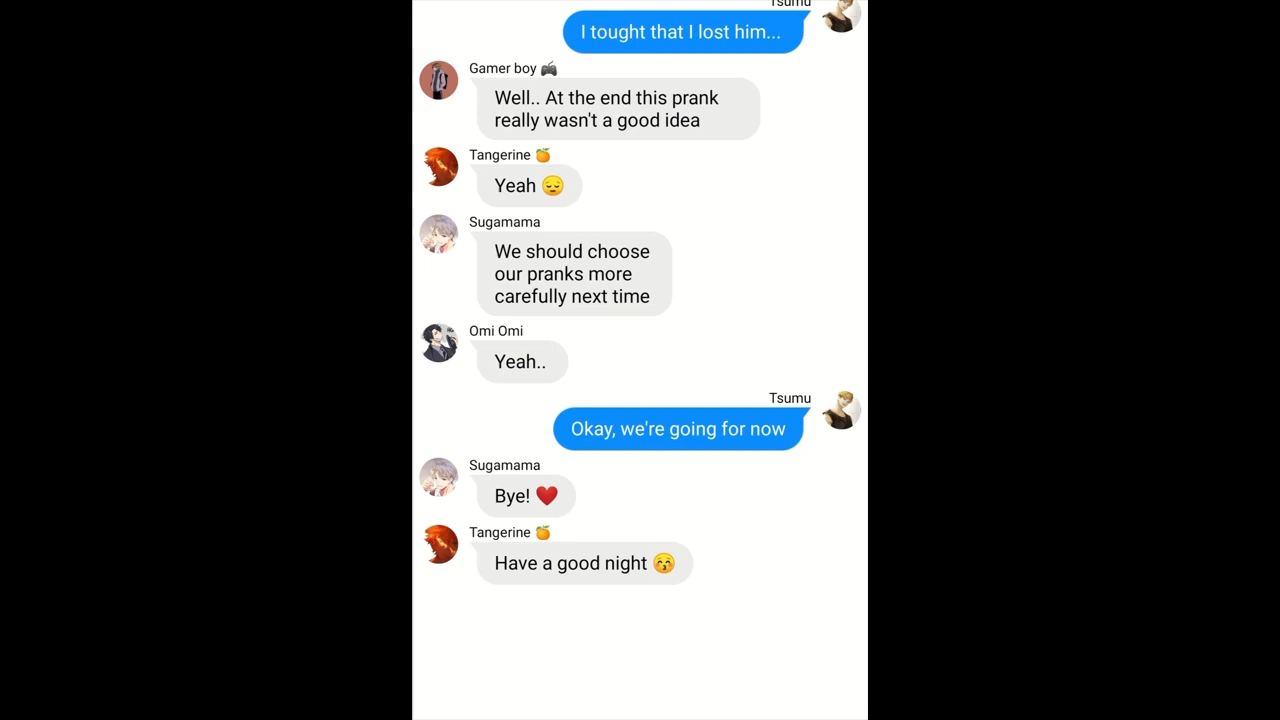 Tsumu
I tought that I lost him...
Gamer boy 🎮
Well.. At the end this prank
really wasn't a good idea
Tangerine 🍊
Yeah 😔
Sugamama
We should choose
our pranks more
carefully next time
Omi Omi
Yeah..
Tsumu
Okay, we're going for now
Sugamama
Bye! ❤️
Tangerine 🍊
Have a good night 😚